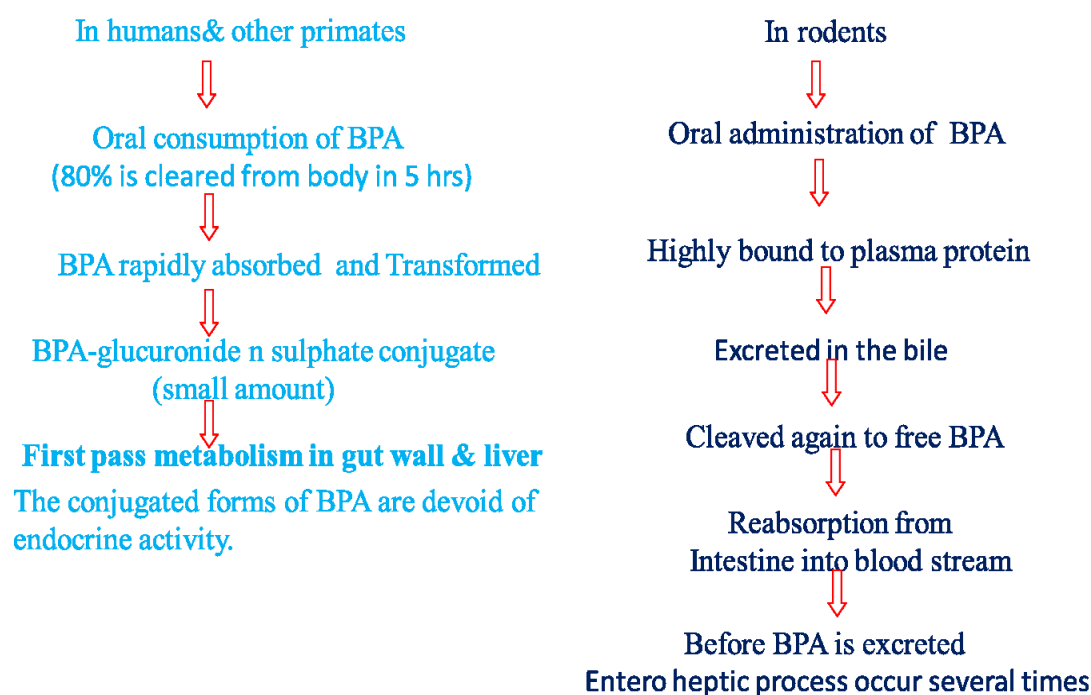 In humans& other primates
Oral consumption of BPA
(80% is cleared from body in 5 hrs)
BPA rapidly absorbed and Transformed
BPA-glucuronide n sulphate conjugate
(small amount)
First pass metabolism in gut wall & liver
The conjugated forms of BPA are devoid of
endocrine activity.
In rodents
Oral administration of BPA
Highly bound to plasma protein
Excreted in the bile
Cleaved again to free BPA
Reabsorption from
Intestine into blood stream
Before BPA is excreted
Entero heptic process occur several times